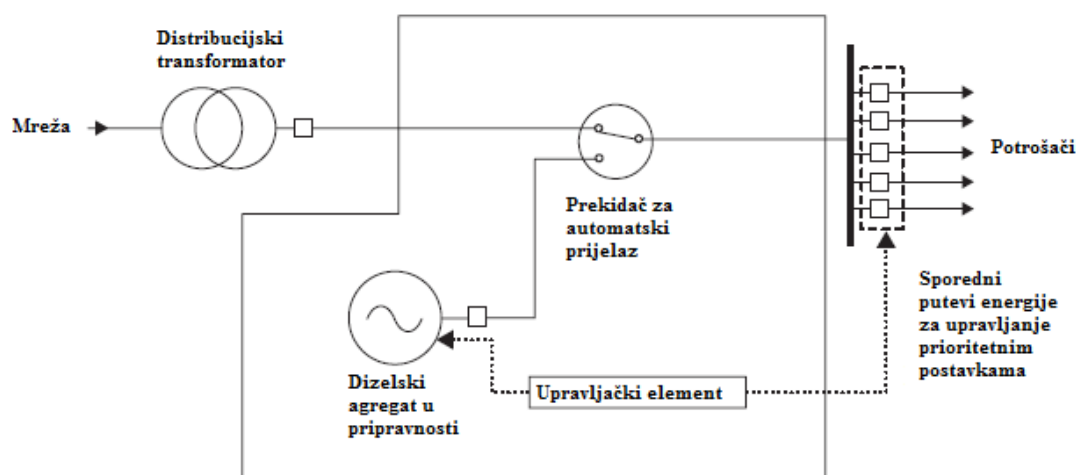 Distribucijski
transformator
Mreža
Prekidač za
automatski
prijelaz
Potrošači
Dizelski
agregat u
pripravnosti
Upravljački element
Sporedni
putevi energije
za upravljanje
prioritetnim
postavkama